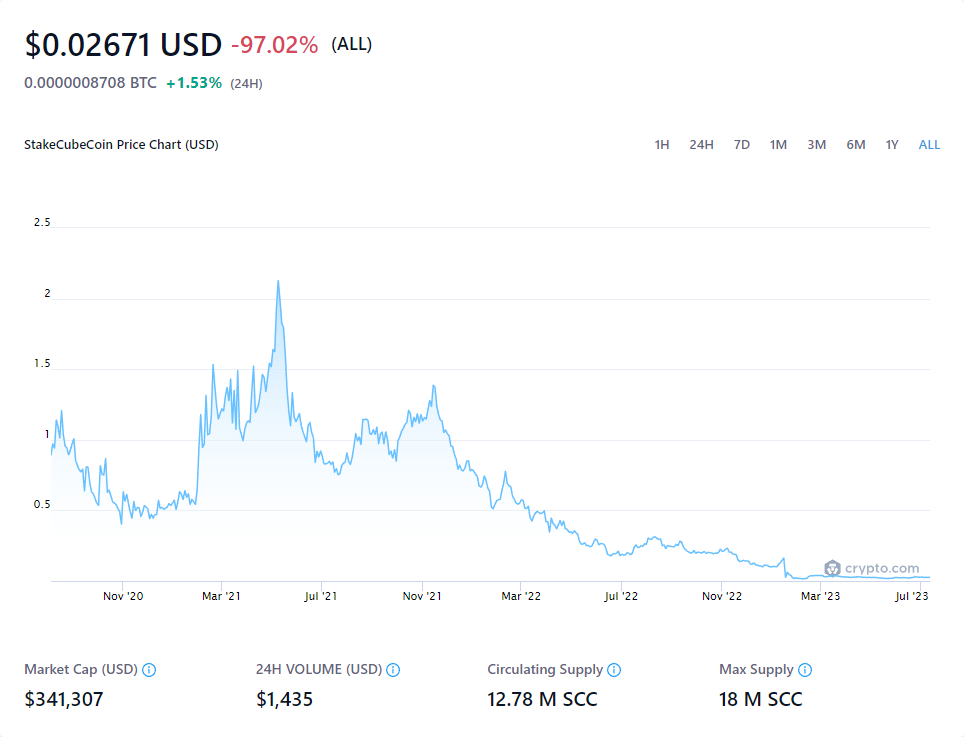 $0.02671 USD -97.02% (ALL)
0.0000008708 BTC +1.53% (24H)
StakeCubeCoin Price Chart (USD) 1H 24H 7D 1M 3M 6M 1Y ALL
2.5
2
1.5
1
0.5
crypto.com
Nov '20 Mar '21 Jul '21 Nov '21 Mar '22 Jul '22 Nov '22 Mar '23 Jul '23
Market Cap (USD) 24H VOLUME (USD) Circulating Supply Max Supply
$341,307 $1,435 12.78 M SCC 18 M SCC